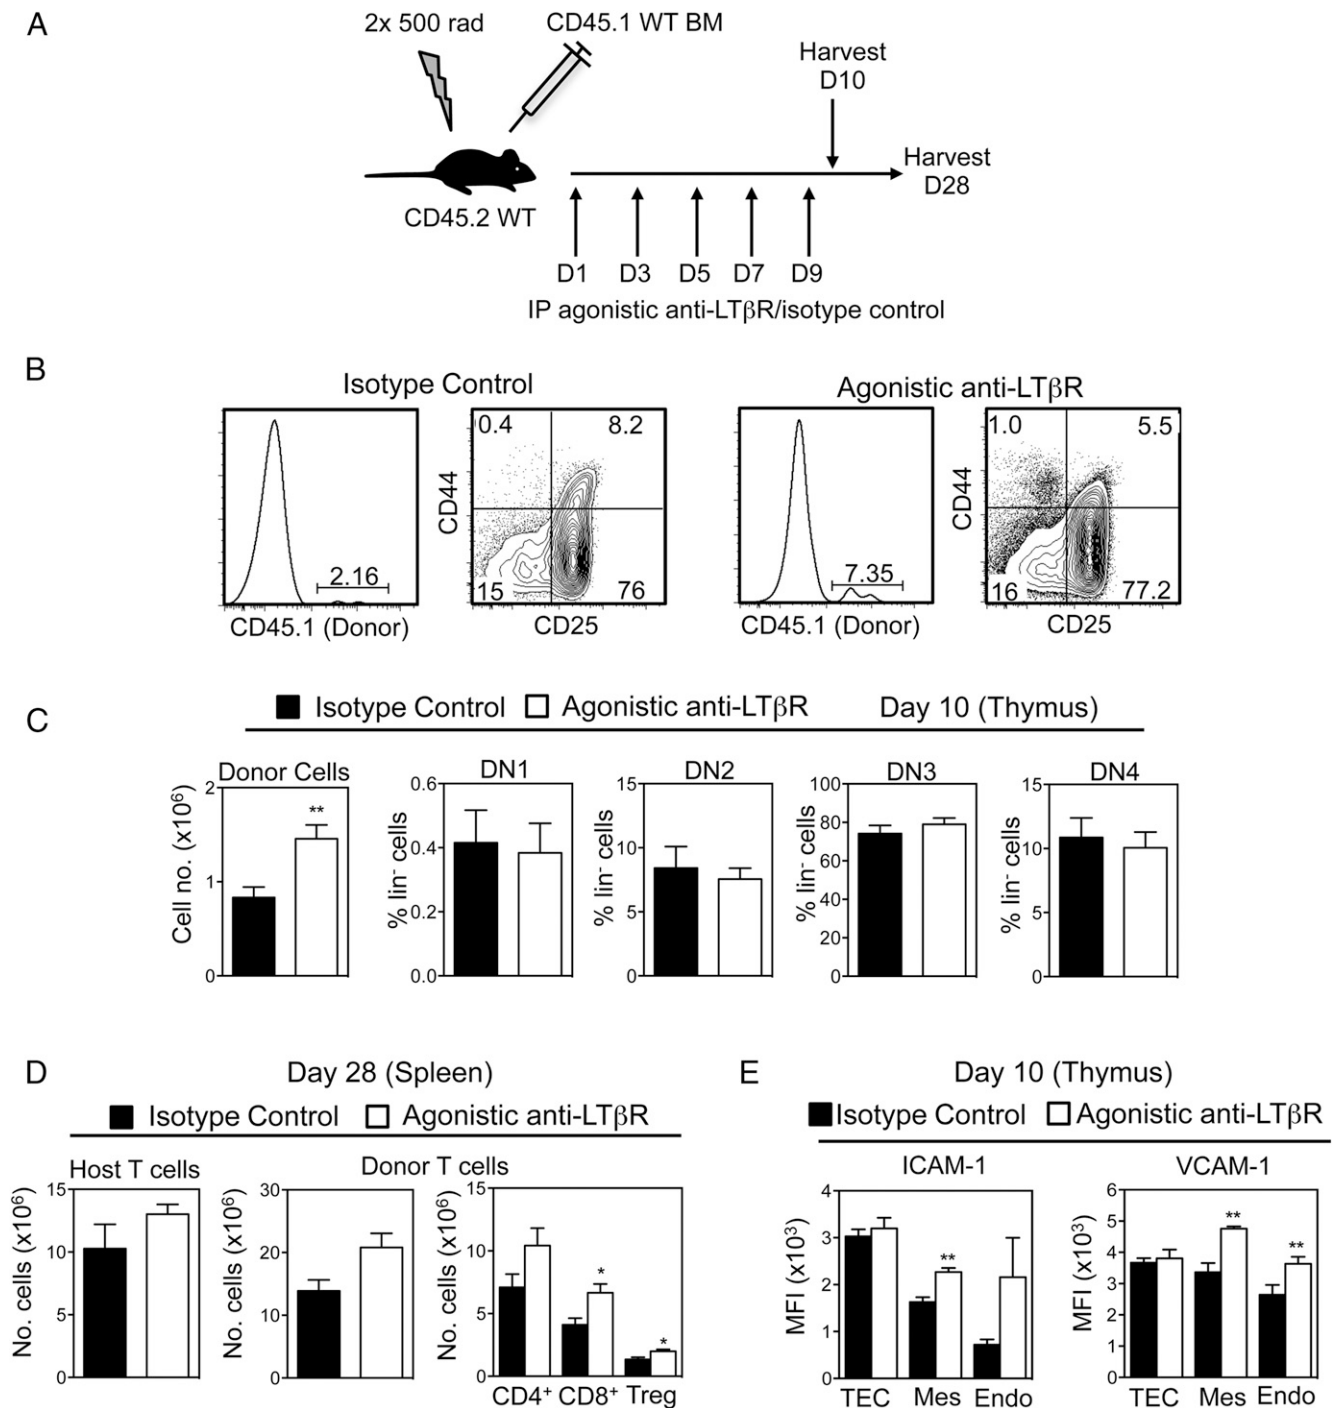 A
2x 500 rad
CD45.1 WT BM
Harvest
D10
Harvest
D28
CD45.2 WT
D1 D3 D5 D7 D9
IP agonistic anti-LTβR/isotype control
B
Isotype Control
Agonistic anti-LTβR
2.16
CD45.1 (Donor)
CD44
0.4 8.2
15 76
CD25
7.35
CD45.1 (Donor)
CD44
1.0 5.5
16 77.2
CD25
C
Isotype Control Agonistic anti-LTβR Day 10 (Thymus)
Donor Cells
Cell no. (x10⁶)
2
1
0
**
DN1
% lin⁻ cells
0.6
0.4
0.2
0.0
DN2
% lin⁻ cells
15
10
5
0
DN3
% lin⁻ cells
100
80
60
40
20
0
DN4
% lin⁻ cells
15
10
5
0
D
Day 28 (Spleen)
Isotype Control Agonistic anti-LTβR
Host T cells
No. cells (x10⁶)
15
10
5
0
Donor T cells
No. cells (x10⁶)
30
20
10
0
No. cells (x10⁶)
15
10
5
0
*
*
CD4⁺ CD8⁺ Treg
E
Day 10 (Thymus)
Isotype Control Agonistic anti-LTβR
ICAM-1
MFI (x10³)
4
3
2
1
0
**
TEC Mes Endo
VCAM-1
MFI (x10³)
6
5
4
3
2
1
0
**
**
TEC Mes Endo